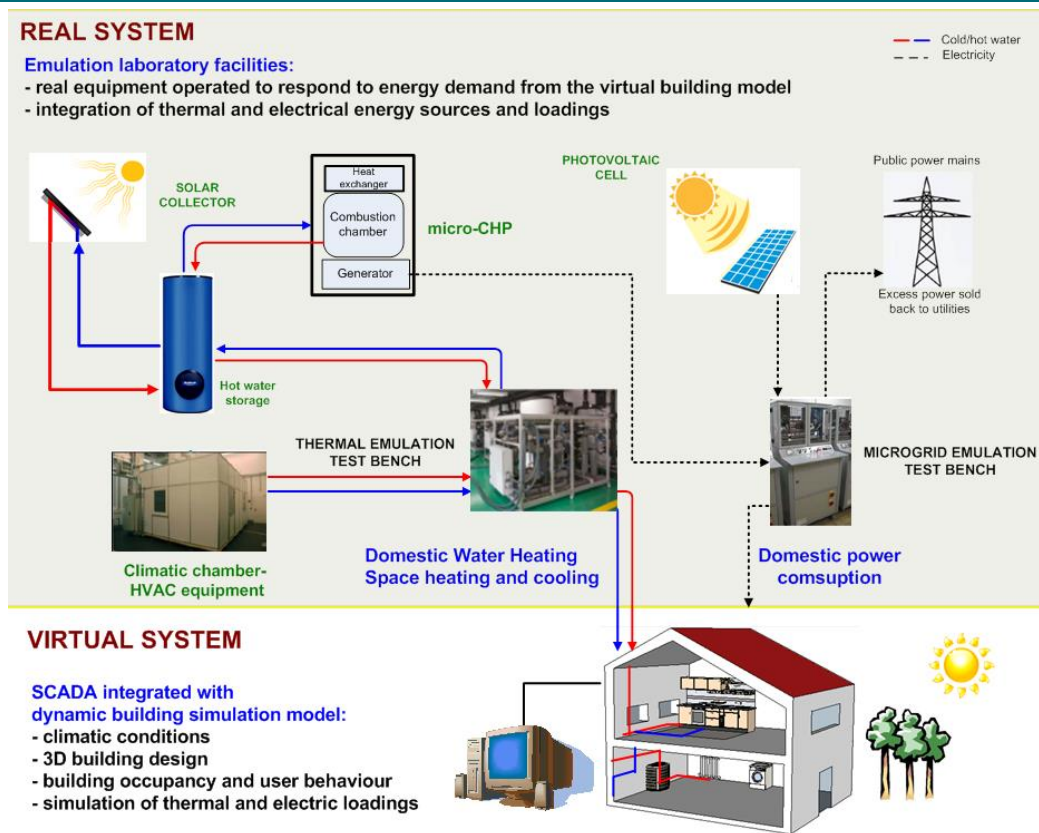 REAL SYSTEM
Cold/hot water
Electricity
Emulation laboratory facilities:
- real equipment operated to respond to energy demand from the virtual building model
- integration of thermal and electrical energy sources and loadings
SOLAR
COLLECTOR
Heat
exchanger
Combustion
chamber
Generator
micro-CHP
PHOTOVOLTAIC
CELL
Public power mains
Excess power sold
back to utilities
Hot water
storage
THERMAL EMULATION
TEST BENCH
MICROGRID EMULATION
TEST BENCH
Climatic chamber-
HVAC equipment
Domestic Water Heating
Space heating and cooling
Domestic power
comsuption
VIRTUAL SYSTEM
SCADA integrated with
dynamic building simulation model:
- climatic conditions
- 3D building design
- building occupancy and user behaviour
- simulation of thermal and electric loadings